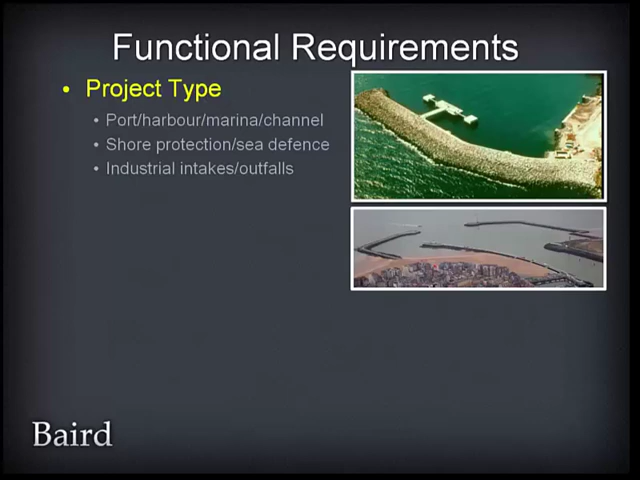 Functional Requirements
• Project Type
• Port/harbour/marina/channel
• Shore protection/sea defence
• Industrial intakes/outfalls
Baird